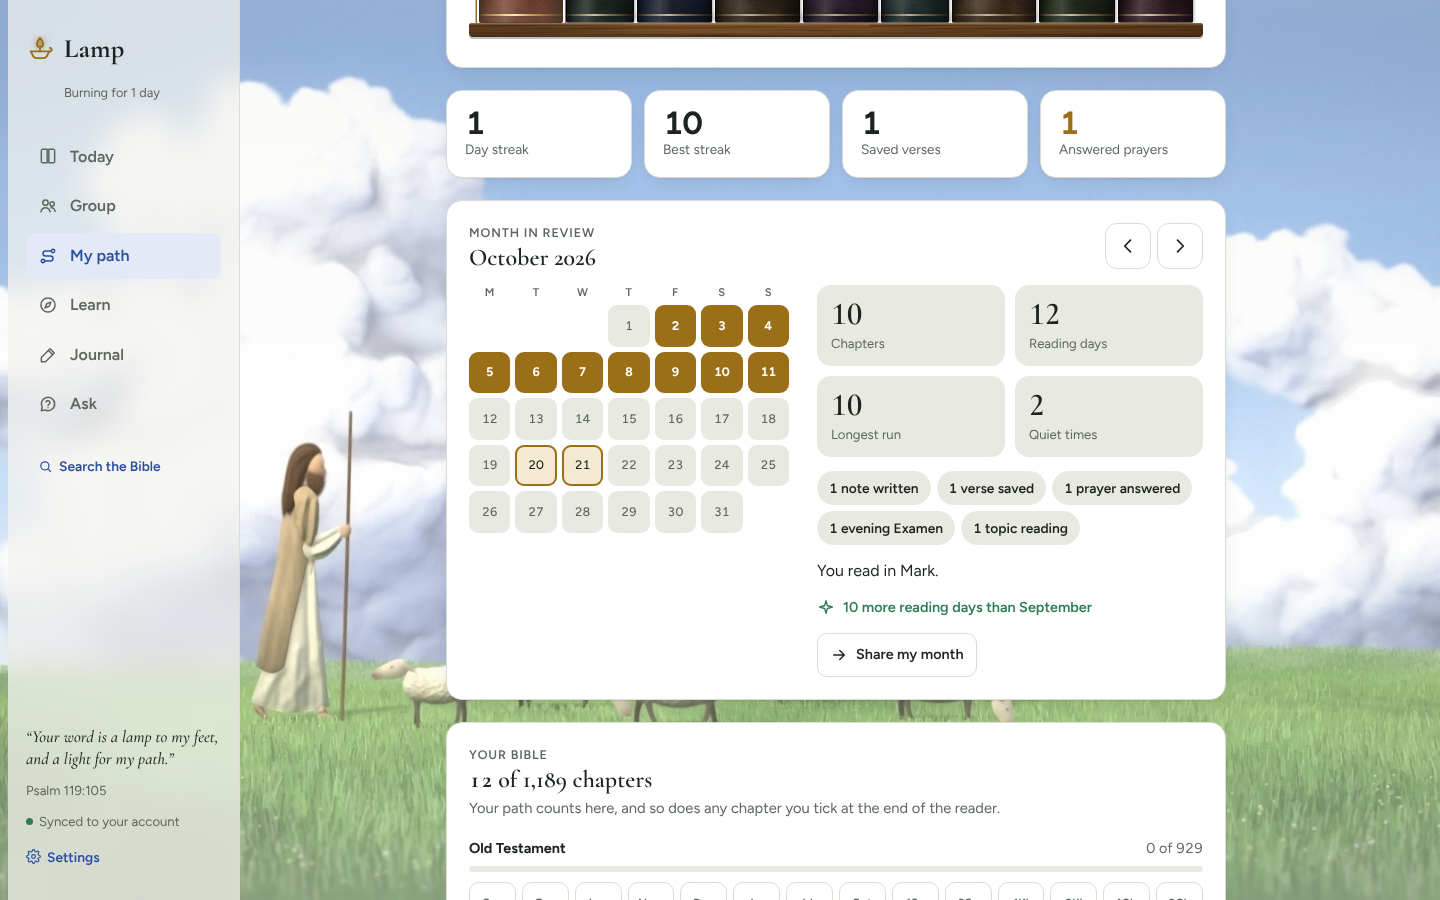 Lamp
Burning for 1 day
Today
Group
My path
Learn
Journal
Ask
Search the Bible
“Your word is a lamp to my feet,
and a light for my path.”
Psalm 119:105
Synced to your account
Settings
1
Day streak
10
Best streak
1
Saved verses
1
Answered prayers
MONTH IN REVIEW
October 2026
M T W T F S S
1 2 3 4
5 6 7 8 9 10 11
12 13 14 15 16 17 18
19 20 21 22 23 24 25
26 27 28 29 30 31
10
Chapters
12
Reading days
10
Longest run
2
Quiet times
1 note written
1 verse saved
1 prayer answered
1 evening Examen
1 topic reading
You read in Mark.
10 more reading days than September
Share my month
YOUR BIBLE
12 of 1,189 chapters
Your path counts here, and so does any chapter you tick at the end of the reader.
Old Testament
0 of 929